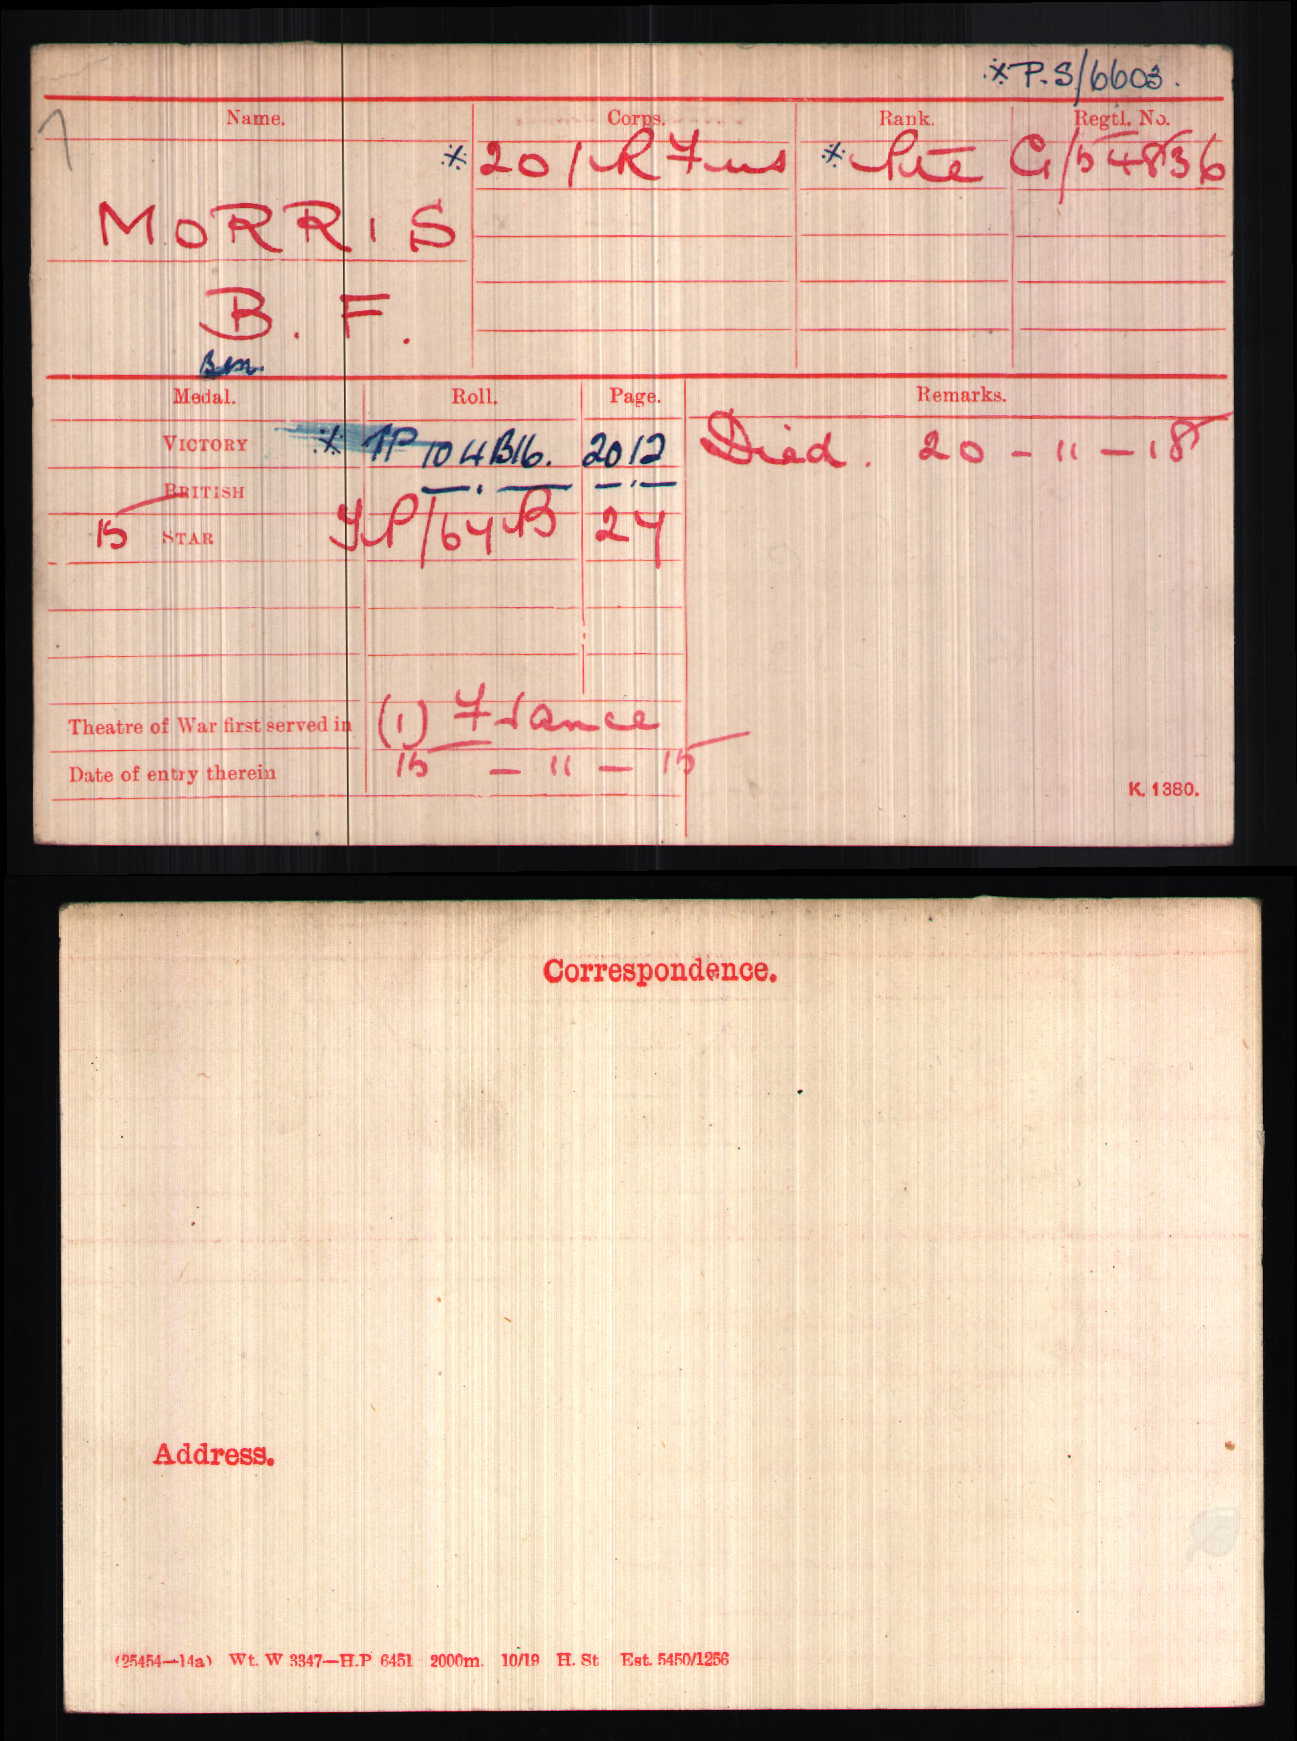 * P.S/6603.
Name. Corps. Rank. Regtl. No.
* 20/R Fus * Pte G/54836
MORRIS
B. F.
Ben.
Medal. Roll. Page. Remarks.
VICTORY * TP 104B16. 2012 Died. 20-11-18
BRITISH
15 STAR TP/64B 24
Theatre of War first served in (1) France
Date of entry therein 15-11-15
K. 1380.
Correspondence.
Address.
(25454—14a) Wt. W 3347—H.P 6451 2000m. 10/19 H. St Est. 5450/1256